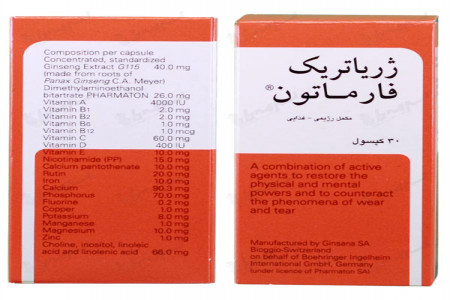 Composition per capsule
Concentrated, standardized
Ginseng Extract G115 40.0 mg
(made from roots of
Panax Ginseng C.A. Meyer)
Dimethylaminoethanol
bitartrate PHARMATON 26.0 mg
Vitamin A 4000 IU
Vitamin B1 2.0 mg
Vitamin B2 2.0 mg
Vitamin B6 1.0 mg
Vitamin B12 1.0 mcg
Vitamin C 60.0 mg
Vitamin D 400 IU
Vitamin E 10.0 mg
Nicotinamide (PP) 15.0 mg
Calcium pantothenate 10.0 mg
Rutin 20.0 mg
Iron 10.0 mg
Calcium 90.3 mg
Phosphorus 70.0 mg
Fluorine 0.2 mg
Copper 1.0 mg
Potassium 8.0 mg
Manganese 1.0 mg
Magnesium 10.0 mg
Zinc 1.0 mg
Choline, inositol, linoleic
acid and linolenic acid 66.0 mg
ژریاتریک
فارماتون®
مکمل رژیمی - غذایی
۳۰ کپسول
A combination of active
agents to restore the
physical and mental
powers and to counteract
the phenomena of wear
and tear
Manufactured by Ginsana SA
Bioggio-Switzerland
on behalf of Boehringer Ingelheim
International GmbH, Germany
(under licence of Pharmaton SA)